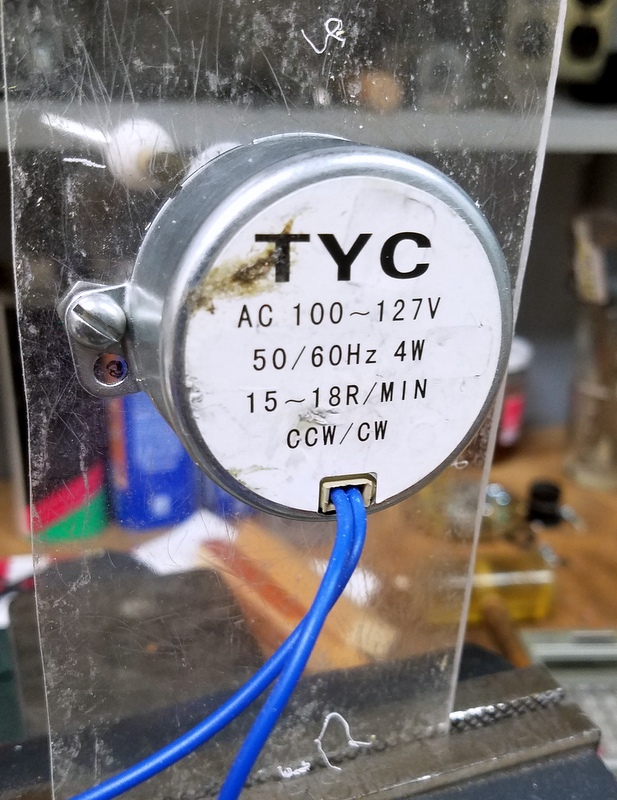 TYC
AC 100~127V
50/60Hz 4W
15~18R/MIN
CCW/CW